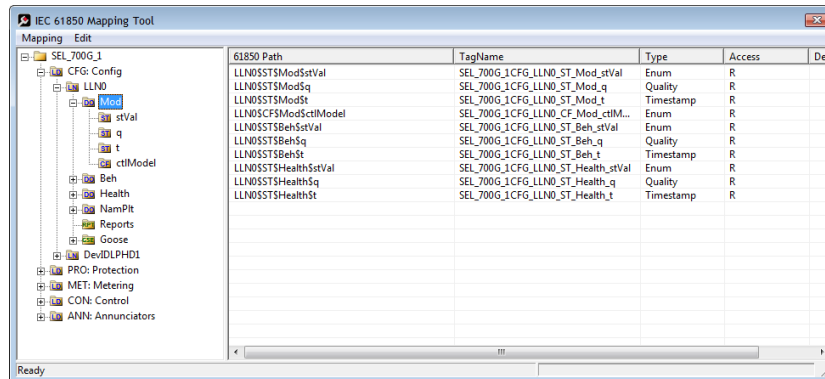 IEC 61850 Mapping Tool
Mapping Edit
SEL_700G_1
CFG: Config
LLN0
Mod
stVal
q
t
ctlModel
Beh
Health
NamPlt
Reports
Goose
DevIDLPHD1
PRO: Protection
MET: Metering
CON: Control
ANN: Annunciators
61850 Path TagName Type Access De
LLN0$ST$Mod$stVal SEL_700G_1CFG_LLN0_ST_Mod_stVal Enum R
LLN0$ST$Mod$q SEL_700G_1CFG_LLN0_ST_Mod_q Quality R
LLN0$ST$Mod$t SEL_700G_1CFG_LLN0_ST_Mod_t Timestamp R
LLN0$CF$Mod$ctlModel SEL_700G_1CFG_LLN0_CF_Mod_ctlM... Enum R
LLN0$ST$Beh$stVal SEL_700G_1CFG_LLN0_ST_Beh_stVal Enum R
LLN0$ST$Beh$q SEL_700G_1CFG_LLN0_ST_Beh_q Quality R
LLN0$ST$Beh$t SEL_700G_1CFG_LLN0_ST_Beh_t Timestamp R
LLN0$ST$Health$stVal SEL_700G_1CFG_LLN0_ST_Health_stVal Enum R
LLN0$ST$Health$q SEL_700G_1CFG_LLN0_ST_Health_q Quality R
LLN0$ST$Health$t SEL_700G_1CFG_LLN0_ST_Health_t Timestamp R
Ready